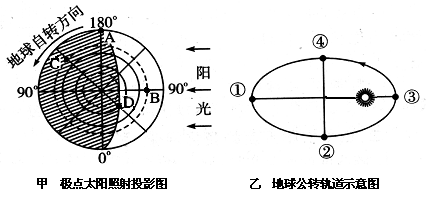 地球自转方向
180°
A
C
90°
D
B
90°
0°
阳
光
甲 极点太阳照射投影图
④
①
③
②
乙 地球公转轨道示意图